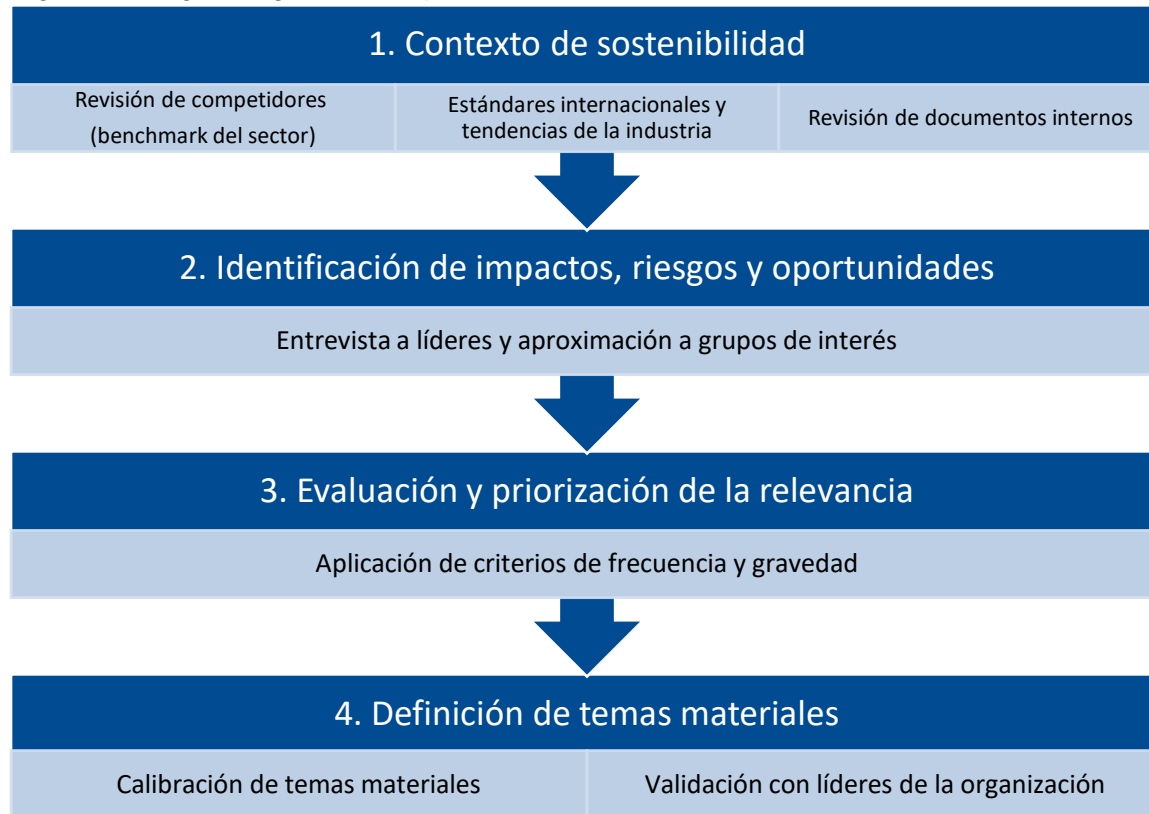 1. Contexto de sostenibilidad
Revisión de competidores
(benchmark del sector)
Estándares internacionales y
tendencias de la industria
Revisión de documentos internos
2. Identificación de impactos, riesgos y oportunidades
Entrevista a líderes y aproximación a grupos de interés
3. Evaluación y priorización de la relevancia
Aplicación de criterios de frecuencia y gravedad
4. Definición de temas materiales
Calibración de temas materiales
Validación con líderes de la organización